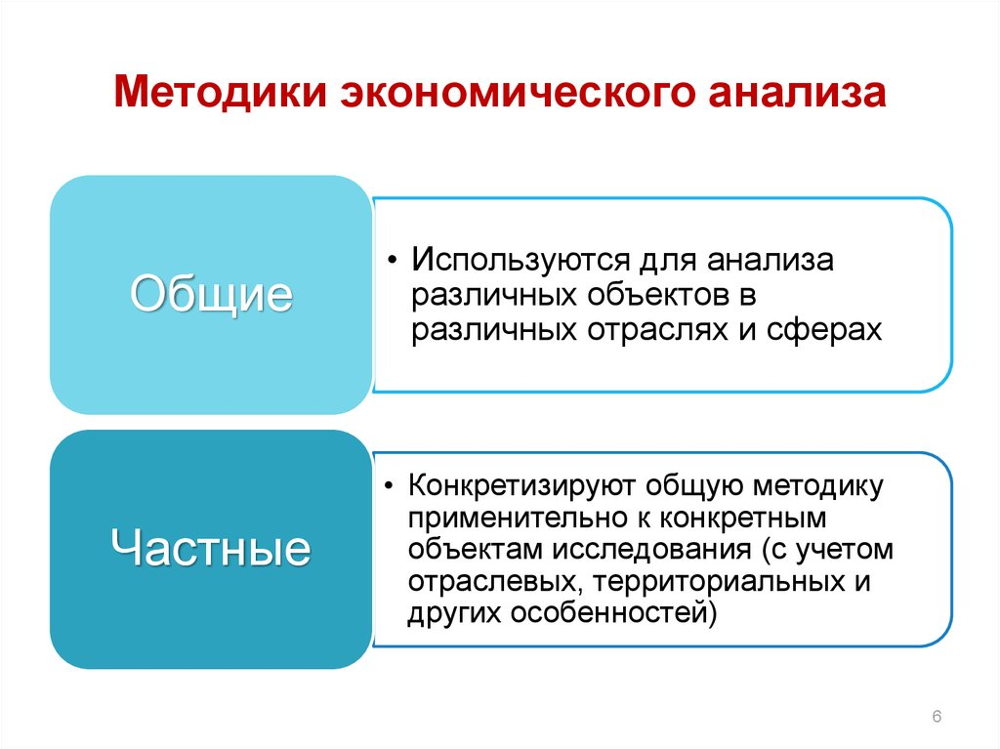 Методики экономического анализа
Общие
• Используются для анализа
различных объектов в
различных отраслях и сферах
Частные
• Конкретизируют общую методику
применительно к конкретным
объектам исследования (с учетом
отраслевых, территориальных и
других особенностей)
6